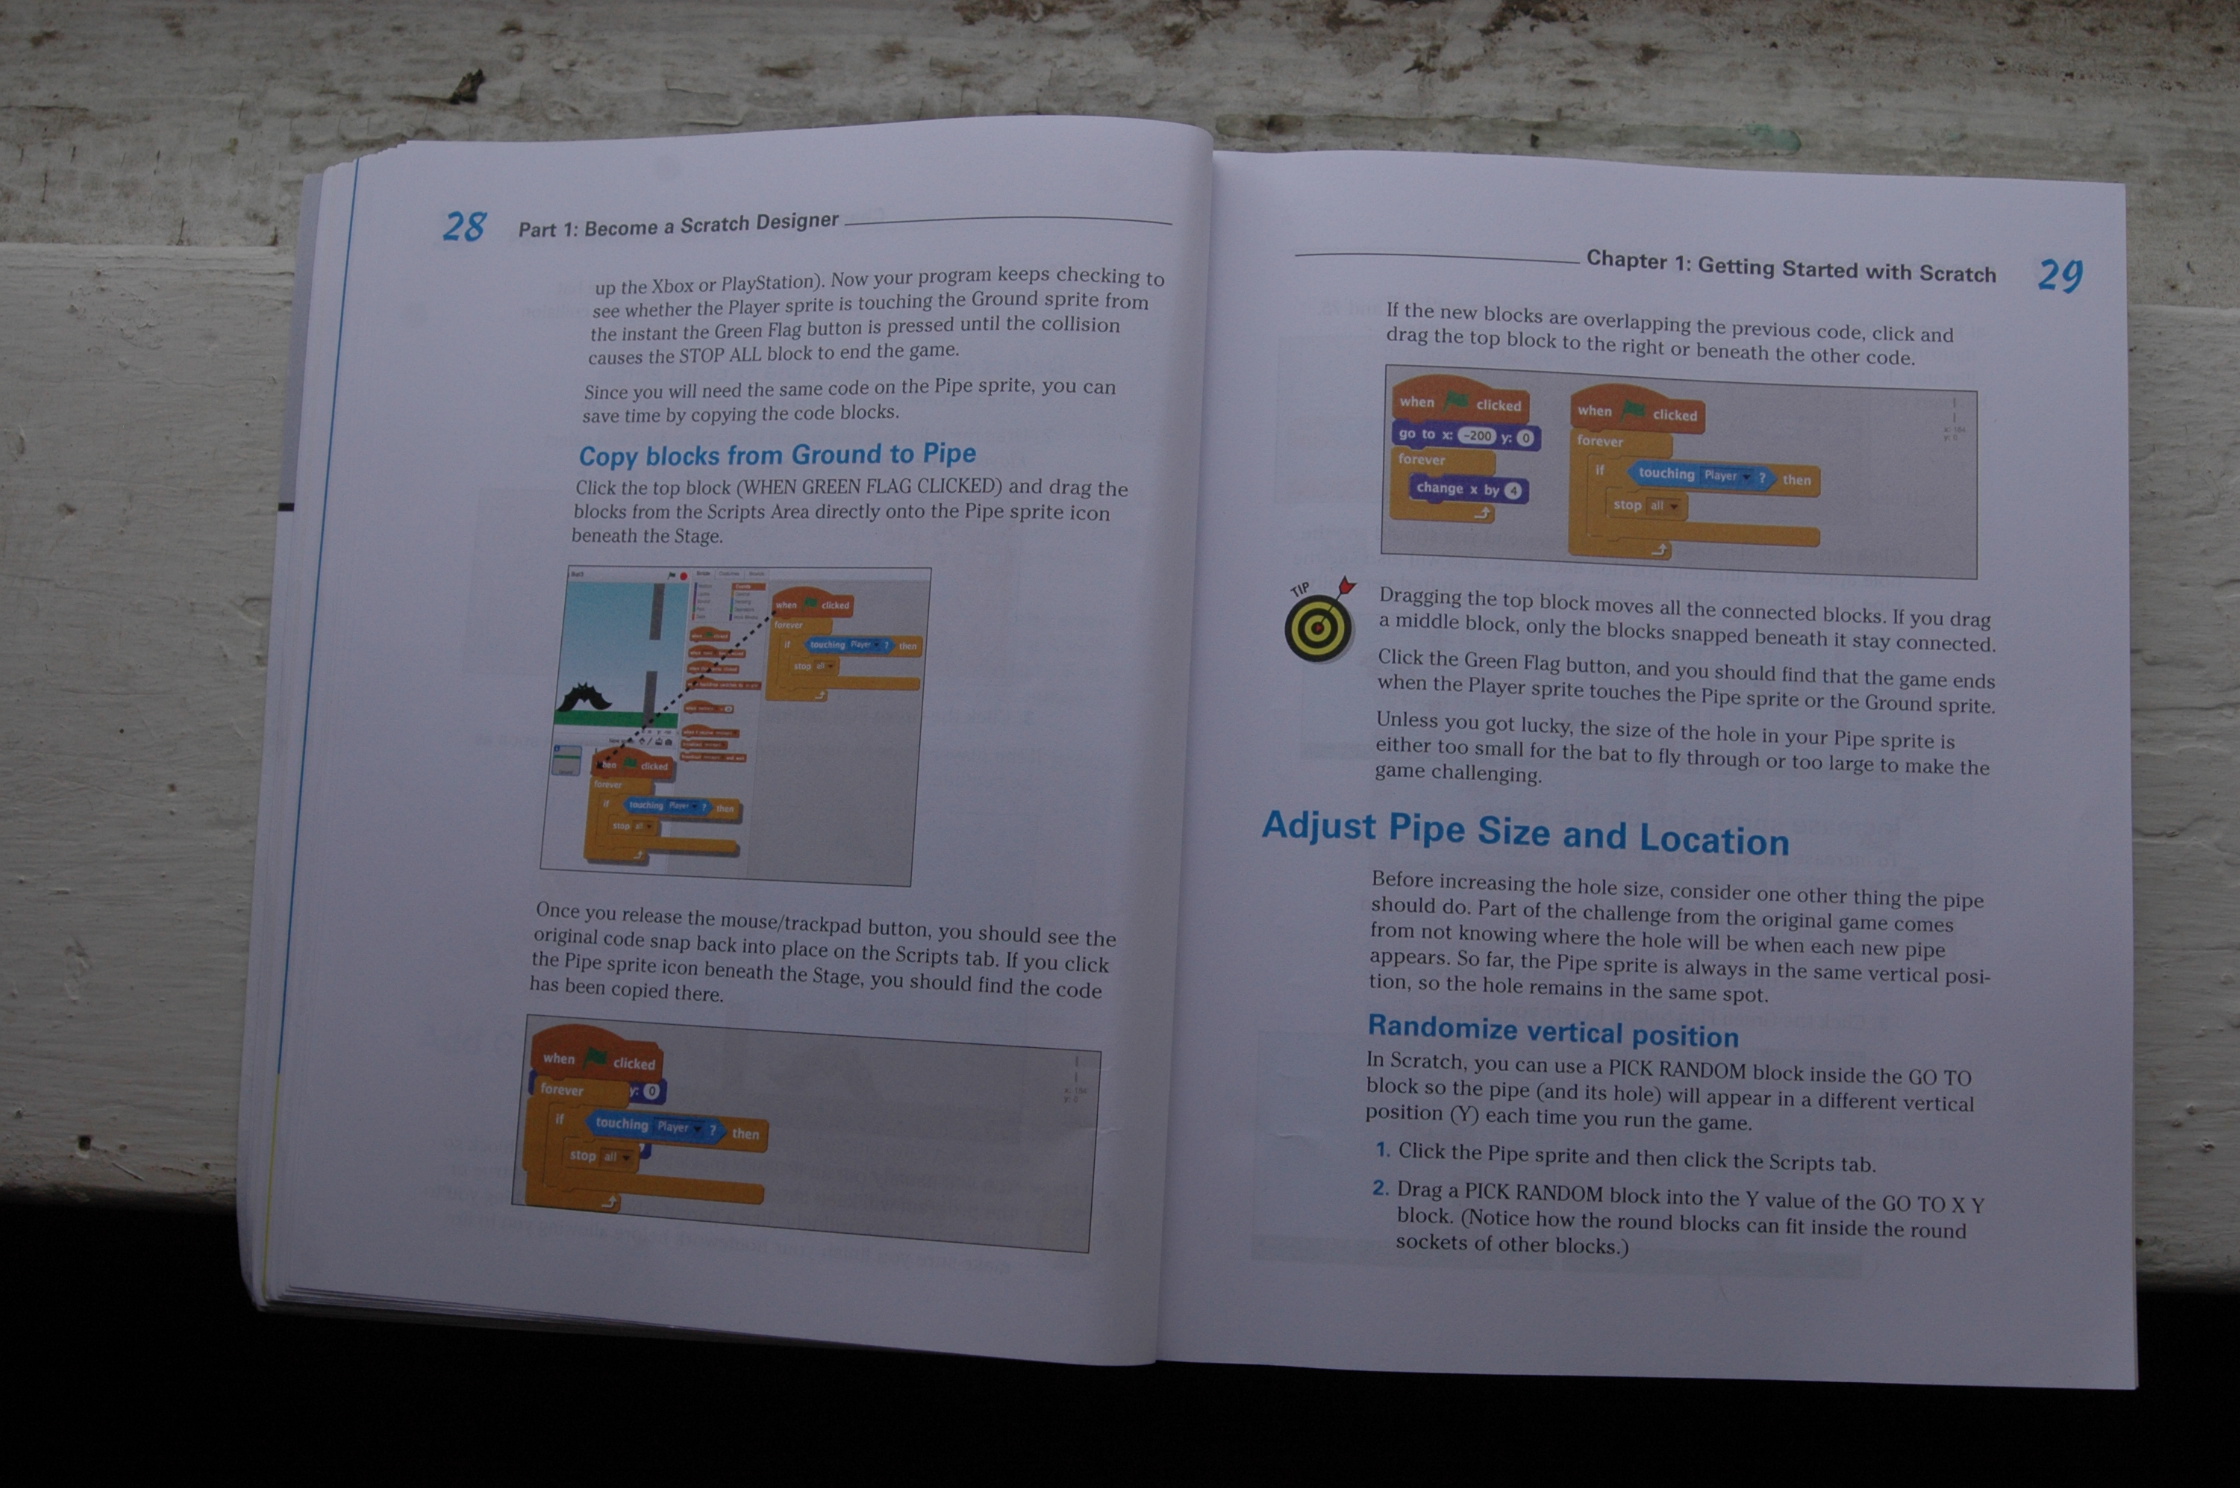 28 Part 1: Become a Scratch Designer
up the Xbox or PlayStation). Now your program keeps checking to
see whether the Player sprite is touching the Ground sprite from
the instant the Green Flag button is pressed until the collision
causes the STOP ALL block to end the game.
Since you will need the same code on the Pipe sprite, you can
save time by copying the code blocks.
Copy blocks from Ground to Pipe
Click the top block (WHEN GREEN FLAG CLICKED) and drag the
blocks from the Scripts Area directly onto the Pipe sprite icon
beneath the Stage.
when clicked
forever
if touching Player ? then
stop all
when clicked
forever
if touching Player ? then
stop all
Once you release the mouse/trackpad button, you should see the
original code snap back into place on the Scripts tab. If you click
the Pipe sprite icon beneath the Stage, you should find the code
has been copied there.
when clicked
forever y: 0
if touching Player ? then
stop all
Chapter 1: Getting Started with Scratch 29
If the new blocks are overlapping the previous code, click and
drag the top block to the right or beneath the other code.
when clicked
go to x: -200 y: 0
forever
change x by 4
when clicked
forever
if touching Player ? then
stop all
TIP
Dragging the top block moves all the connected blocks. If you drag
a middle block, only the blocks snapped beneath it stay connected.
Click the Green Flag button, and you should find that the game ends
when the Player sprite touches the Pipe sprite or the Ground sprite.
Unless you got lucky, the size of the hole in your Pipe sprite is
either too small for the bat to fly through or too large to make the
game challenging.
Adjust Pipe Size and Location
Before increasing the hole size, consider one other thing the pipe
should do. Part of the challenge from the original game comes
from not knowing where the hole will be when each new pipe
appears. So far, the Pipe sprite is always in the same vertical posi-
tion, so the hole remains in the same spot.
Randomize vertical position
In Scratch, you can use a PICK RANDOM block inside the GO TO
block so the pipe (and its hole) will appear in a different vertical
position (Y) each time you run the game.
1. Click the Pipe sprite and then click the Scripts tab.
2. Drag a PICK RANDOM block into the Y value of the GO TO X Y
block. (Notice how the round blocks can fit inside the round
sockets of other blocks.)